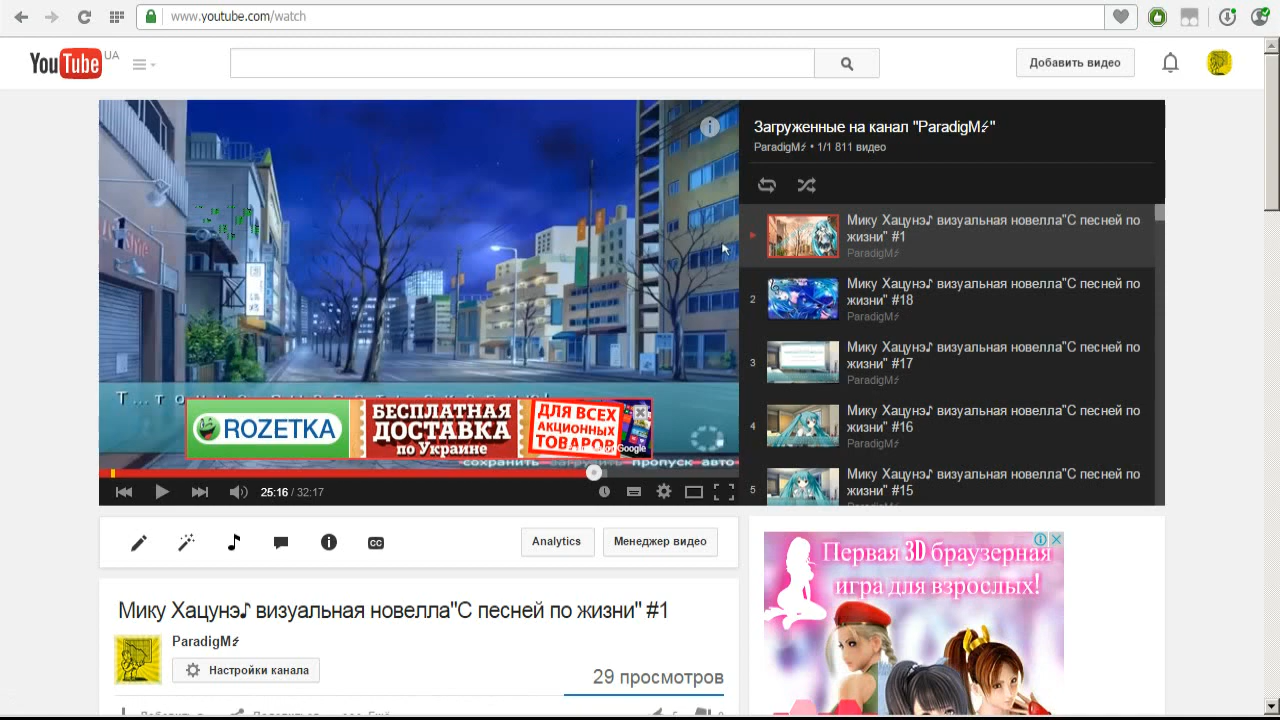 www.youtube.com/watch
YouTube UA
Добавить видео
Загруженные на канал "ParadigM⚡"
ParadigM⚡ • 1/1 811 видео
Мику Хацунэ♪ визуальная новелла"С песней по
жизни" #1
ParadigM⚡
2
Мику Хацунэ♪ визуальная новелла"С песней по
жизни" #18
ParadigM⚡
3
Мику Хацунэ♪ визуальная новелла"С песней по
жизни" #17
ParadigM⚡
4
Мику Хацунэ♪ визуальная новелла"С песней по
жизни" #16
ParadigM⚡
5
Мику Хацунэ♪ визуальная новелла"С песней по
жизни" #15
ROZETKA
БЕСПЛАТНАЯ
ДОСТАВКА
по Украине
ДЛЯ ВСЕХ
АКЦИОННЫХ
ТОВАРОВ
Google
сохранить загрузить пропуск авто
25:16 / 32:17
CC
Analytics
Менеджер видео
Первая 3D браузерная
игра для взрослых!
Мику Хацунэ♪ визуальная новелла"С песней по жизни" #1
ParadigM⚡
Настройки канала
29 просмотров